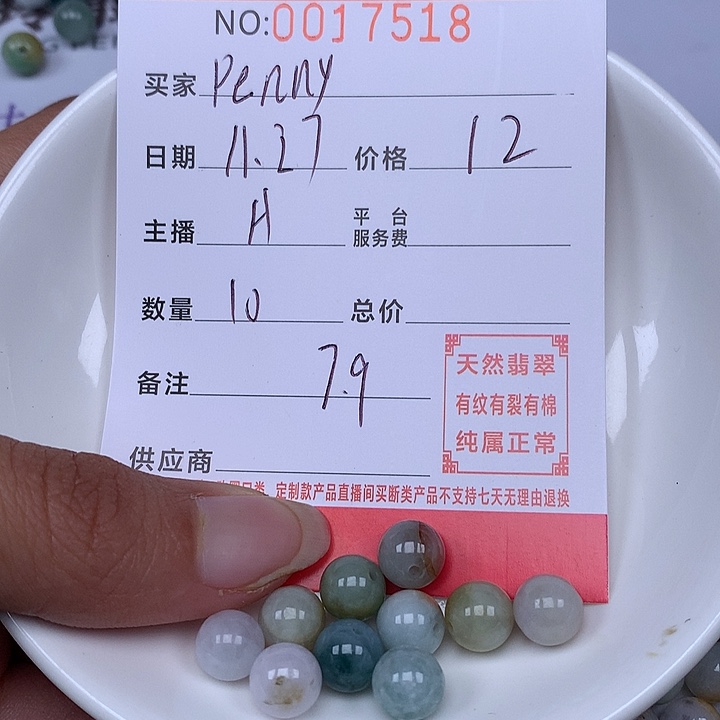 NO:0017518
买家 Penny
日期 11.27 价格 12
主播 H 平台服务费
数量 10 总价
备注 7.9
天然翡翠
有纹有裂有棉
纯属正常
供应商
定制款产品直播间买断类产品不支持七天无理由退换